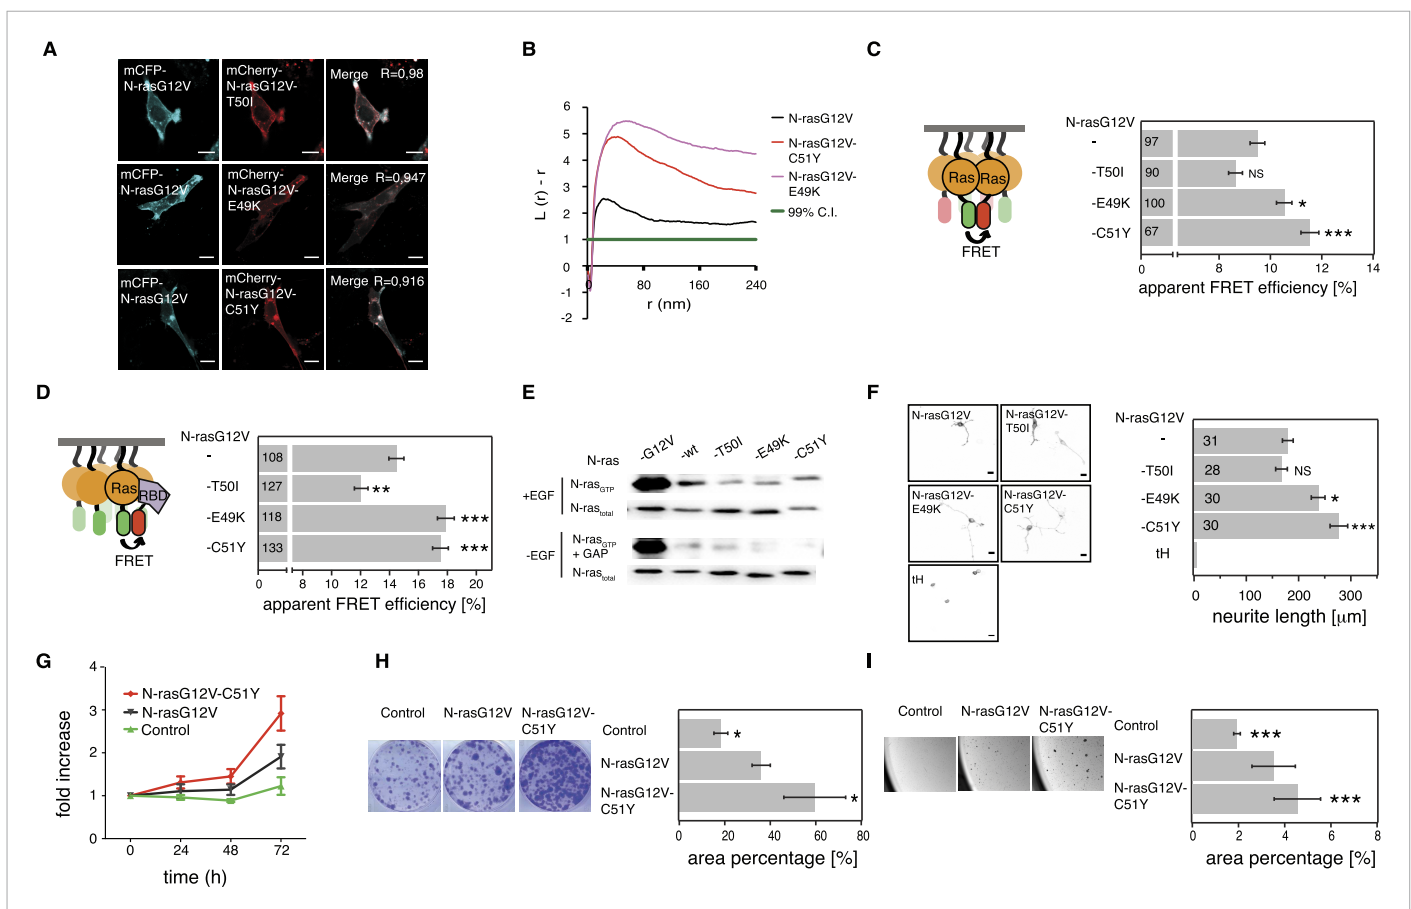 A
mCFP-
N-rasG12V
mCherry-
N-rasG12V-
T50I
Merge R=0,98
mCFP-
N-rasG12V
mCherry-
N-rasG12V-
E49K
Merge R=0,947
mCFP-
N-rasG12V
mCherry-
N-rasG12V-
C51Y
Merge R=0,916
B
L (r) - r
6
5
4
3
2
1
0
-1
-2
0 80 160 240
r (nm)
N-rasG12V
N-rasG12V-
C51Y
N-rasG12V-
E49K
99% C.I.
C
Ras Ras
FRET
N-rasG12V
- 97
-T50I 90 NS
-E49K 100 *
-C51Y 67 ***
0 8 10 12 14
apparent FRET efficiency [%]
D
Ras RBD
FRET
N-rasG12V
- 108
-T50I 127 **
-E49K 118 ***
-C51Y 133 ***
0 0 12 14 16 18 20
apparent FRET efficiency [%]
E
N-ras -G12V -wt -T50I -E49K -C51Y
+EGF
N-rasGTP
N-rastotal
-EGF
N-rasGTP
+ GAP
N-rastotal
F
N-rasG12V
N-rasG12V-
T50I
N-rasG12V-
E49K
N-rasG12V-
C51Y
tH
N-rasG12V
- 31
-T50I 28 NS
-E49K 30 *
-C51Y 30 ***
tH
0 100 200 300
neurite length [μm]
G
fold increase
4
3
2
1
0
0 24 48 72
time (h)
N-rasG12V-C51Y
N-rasG12V
Control
H
Control N-rasG12V N-rasG12V-
C51Y
Control *
N-rasG12V
N-rasG12V-
C51Y *
0 20 40 60 80
area percentage [%]
I
Control N-rasG12V N-rasG12V-
C51Y
Control ***
N-rasG12V
N-rasG12V-
C51Y ***
0 2 4 6 8
area percentage [%]